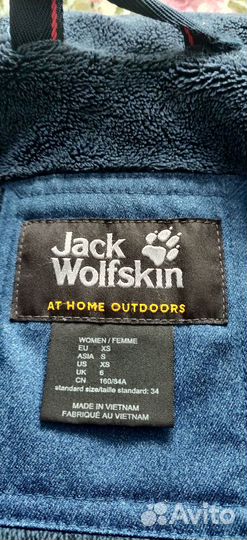 Jack
Wolfskin
AT HOME OUTDOORS
WOMEN / FEMME
EU XS
ASIA S
US XS
UK 6
CN 160/84A
standard size/taille standard: 34
MADE IN VIETNAM
FABRIQUÉ AU VIETNAM
Avito